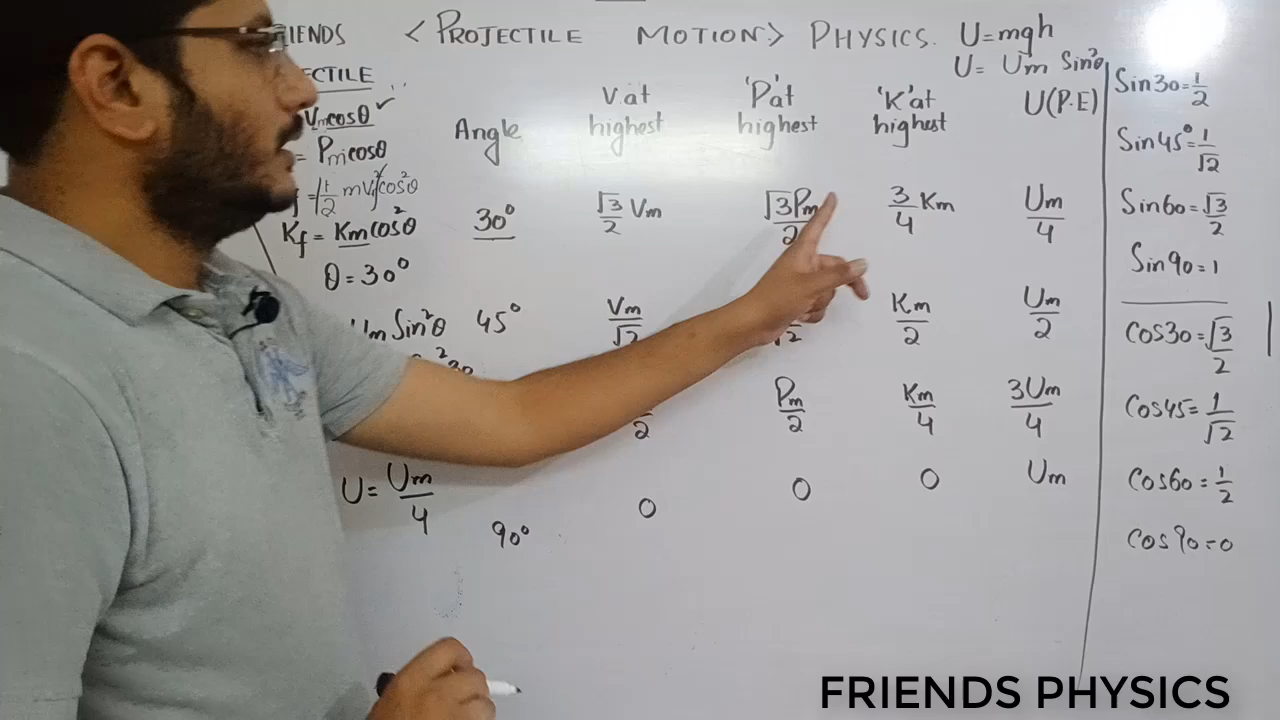 IENDS < PROJECTILE MOTION > PHYSICS. U=mgh
U = Um Sin²θ
ECTILE
Vmcosθ ✓
= Pmcosθ
f = 1/2 mVi²cos²θ
Kf = Kmcos²θ
θ = 30°
Um Sin²θ
U = Um/4
Angle V at highest 'P' at highest 'K' at highest U(P.E)
30° √3/2 Vm √3Pm/2 3/4 Km Um/4
45° Vm/√2 √2 Km/2 Um/2
2 Pm/2 Km/4 3Um/4
90° 0 0 0 Um
Sin30=1/2
Sin45°=1/√2
Sin60=√3/2
Sin90=1
Cos30=√3/2
Cos45=1/√2
Cos60=1/2
Cos90=0
FRIENDS PHYSICS